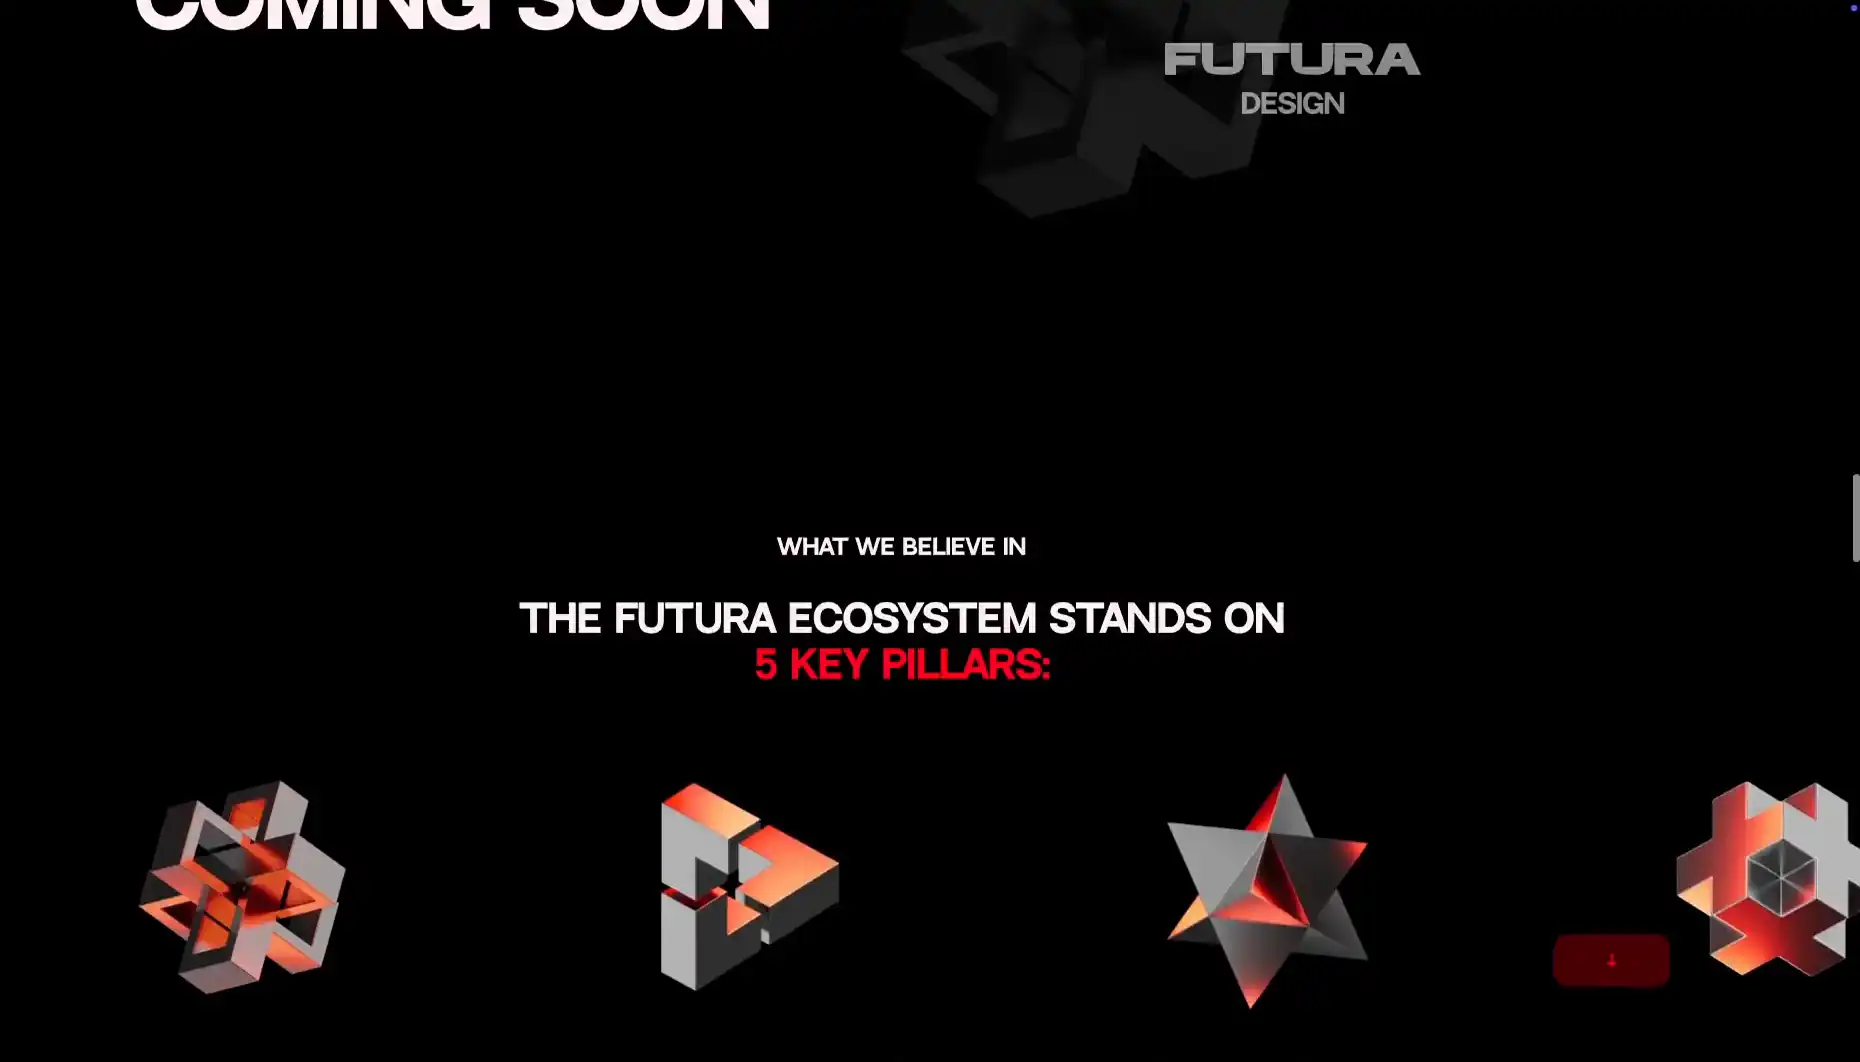 COMING SOON
FUTURA
DESIGN
WHAT WE BELIEVE IN
THE FUTURA ECOSYSTEM STANDS ON
5 KEY PILLARS: